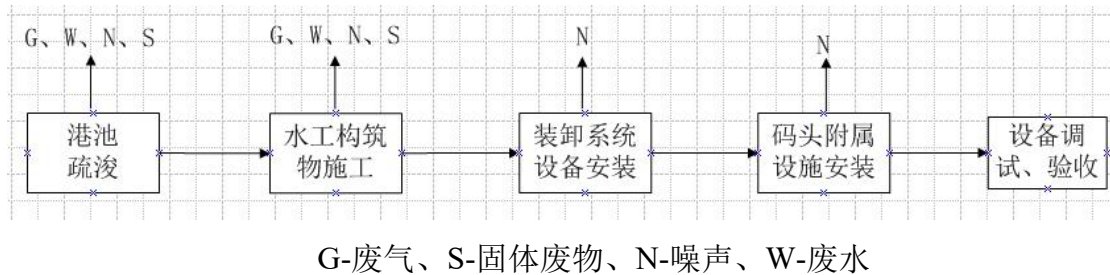 G、W、N、S
G、W、N、S
N
N
港池
疏浚
水工构筑
物施工
装卸系统
设备安装
码头附属
设施安装
设备调
试、验收
G-废气、S-固体废物、N-噪声、W-废水